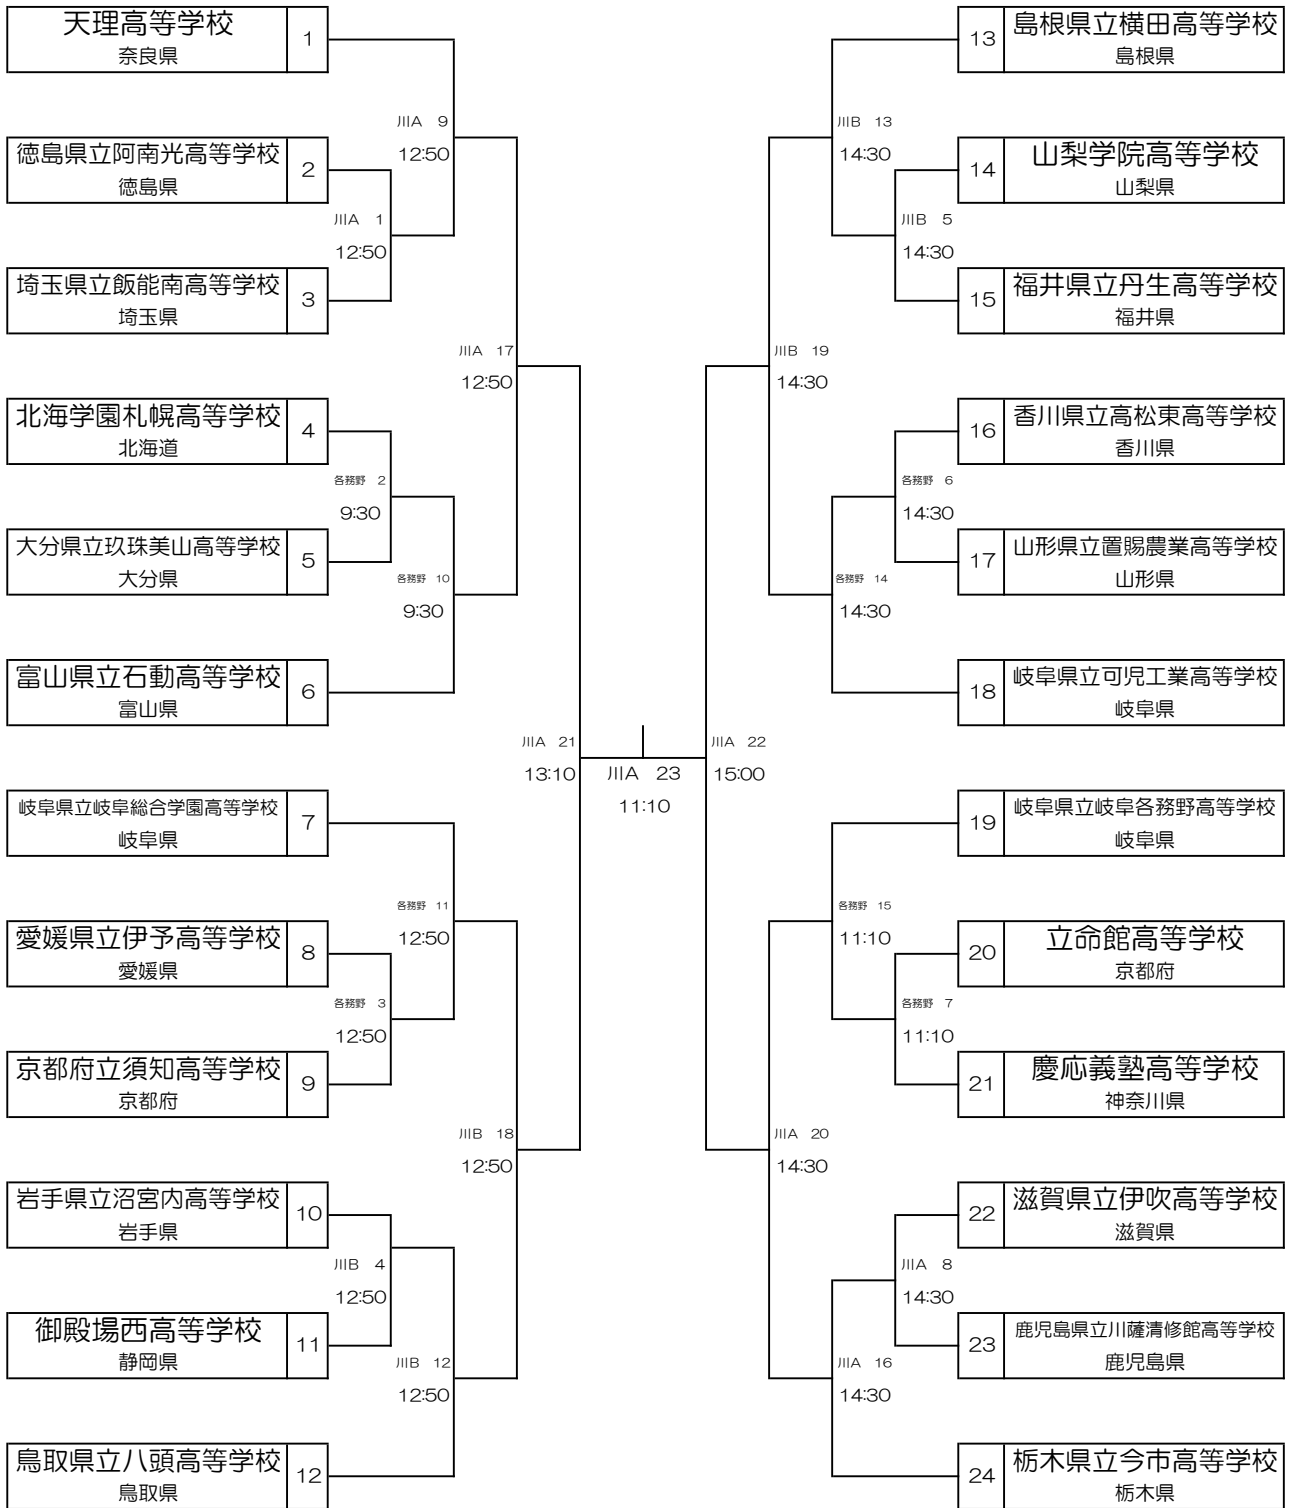 天理高等学校
奈良県
1
川A 9
12:50
徳島県立阿南光高等学校
徳島県
2
川A 1
12:50
埼玉県立飯能南高等学校
埼玉県
3
川A 17
12:50
北海学園札幌高等学校
北海道
4
各務野 2
9:30
大分県立玖珠美山高等学校
大分県
5
各務野 10
9:30
富山県立石動高等学校
富山県
6
川A 21
13:10
岐阜県立岐阜総合学園高等学校
岐阜県
7
各務野 11
12:50
愛媛県立伊予高等学校
愛媛県
8
各務野 3
12:50
京都府立須知高等学校
京都府
9
川B 18
12:50
岩手県立沼宮内高等学校
岩手県
10
川B 4
12:50
御殿場西高等学校
静岡県
11
川B 12
12:50
鳥取県立八頭高等学校
鳥取県
12
川A 23
11:10
13
島根県立横田高等学校
島根県
川B 13
14:30
14
山梨学院高等学校
山梨県
川B 5
14:30
15
福井県立丹生高等学校
福井県
川B 19
14:30
16
香川県立高松東高等学校
香川県
各務野 6
14:30
17
山形県立置賜農業高等学校
山形県
各務野 14
14:30
18
岐阜県立可児工業高等学校
岐阜県
川A 22
15:00
19
岐阜県立岐阜各務野高等学校
岐阜県
各務野 15
11:10
20
立命館高等学校
京都府
各務野 7
11:10
21
慶応義塾高等学校
神奈川県
川A 20
14:30
22
滋賀県立伊吹高等学校
滋賀県
川A 8
14:30
23
鹿児島県立川薩清修館高等学校
鹿児島県
川A 16
14:30
24
栃木県立今市高等学校
栃木県